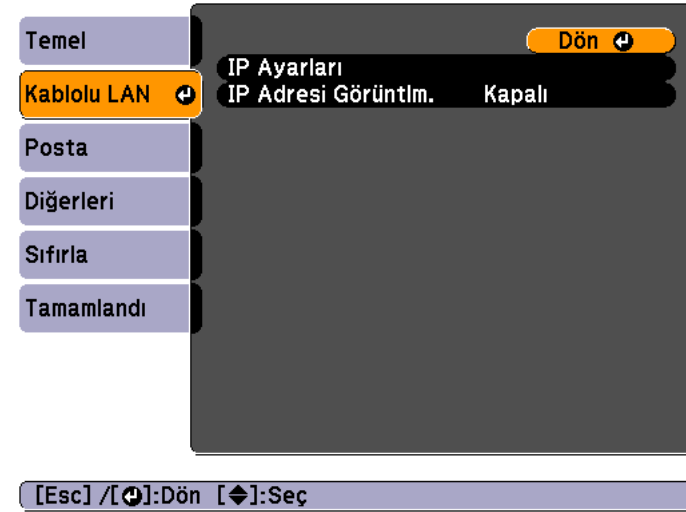 Temel
Kablolu LAN
Posta
Diğerleri
Sıfırla
Tamamlandı
Dön
IP Ayarları
IP Adresi Görüntlm. Kapalı
[Esc] /[]:Dön []:Seç